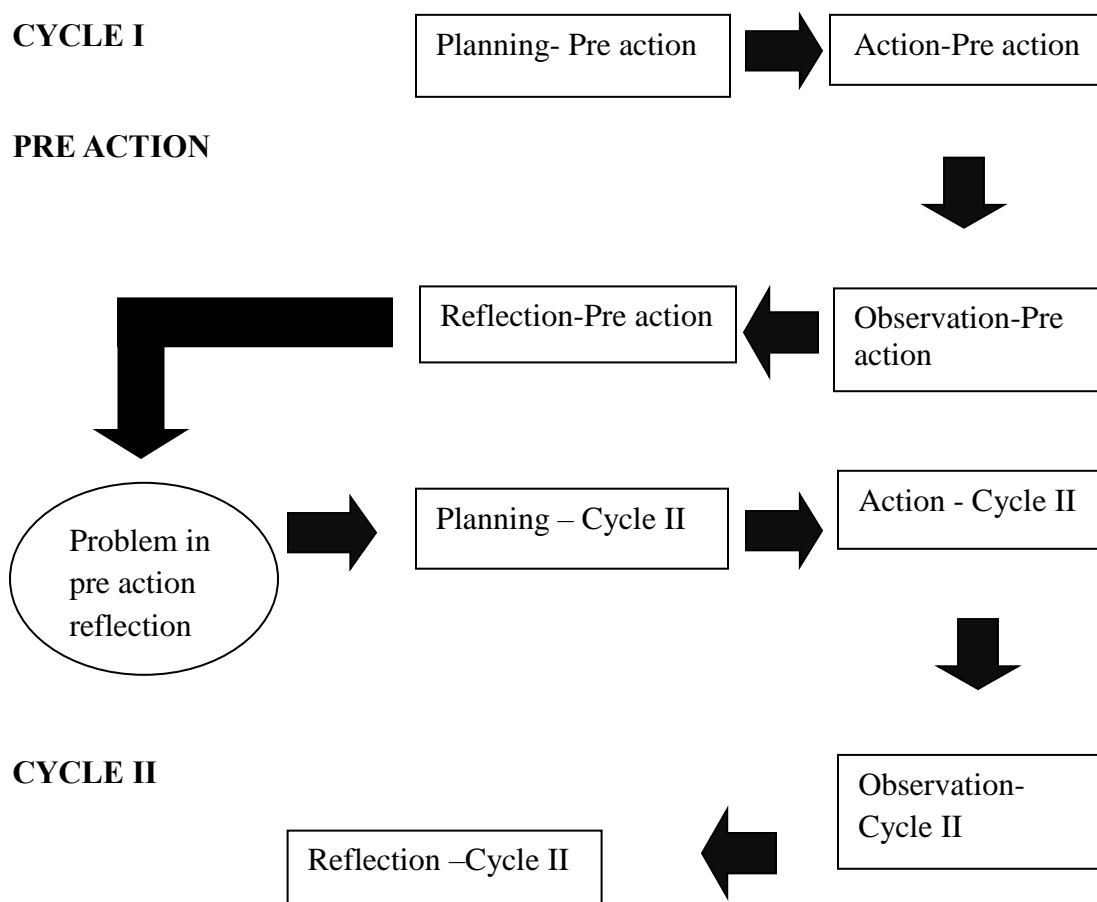 CYCLE I
Planning- Pre action
Action-Pre action
PRE ACTION
Reflection-Pre action
Observation-Pre
action
Problem in
pre action
reflection
Planning – Cycle II
Action - Cycle II
CYCLE II
Observation-
Cycle II
Reflection –Cycle II